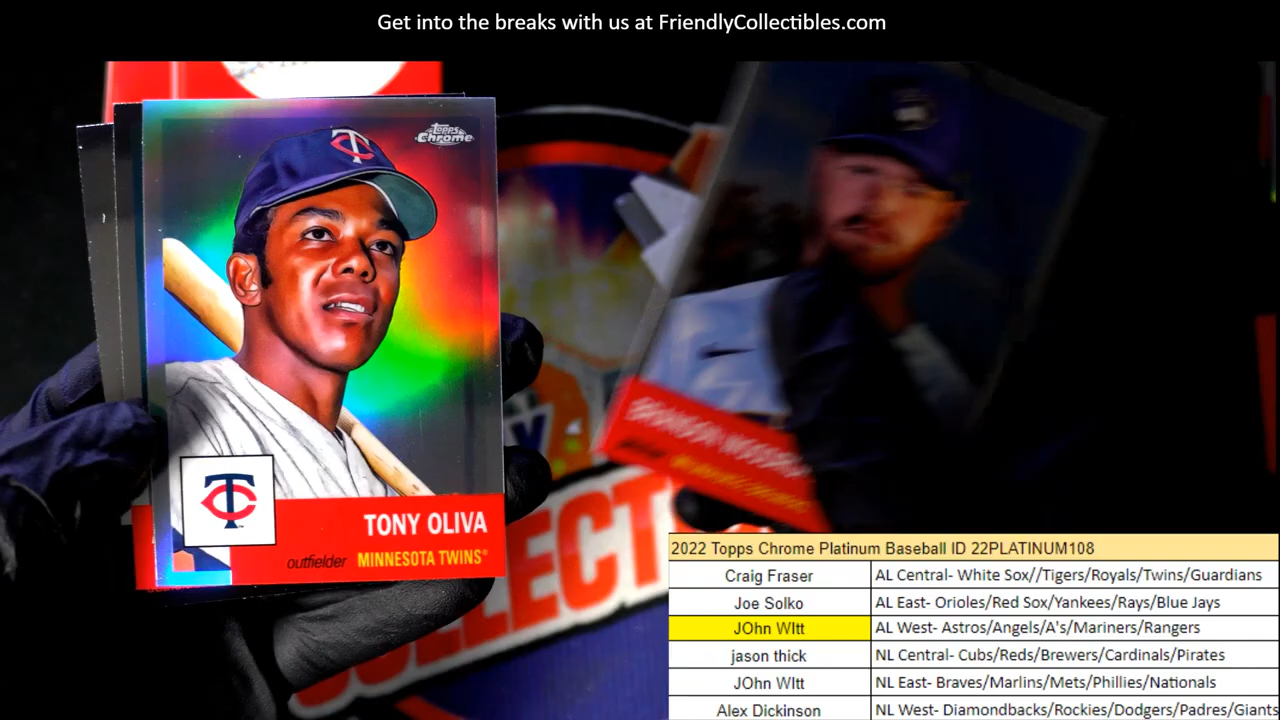 Get into the breaks with us at FriendlyCollectibles.com
Topps
Chrome
TC
TC
TONY OLIVA
outfielder MINNESOTA TWINS®
LLECT
2022 Topps Chrome Platinum Baseball ID 22PLATINUM108
Craig Fraser AL Central- White Sox//Tigers/Royals/Twins/Guardians
Joe Solko AL East- Orioles/Red Sox/Yankees/Rays/Blue Jays
JOhn WItt AL West- Astros/Angels/A's/Mariners/Rangers
jason thick NL Central- Cubs/Reds/Brewers/Cardinals/Pirates
JOhn WItt NL East- Braves/Marlins/Mets/Phillies/Nationals
Alex Dickinson NL West- Diamondbacks/Rockies/Dodgers/Padres/Giants